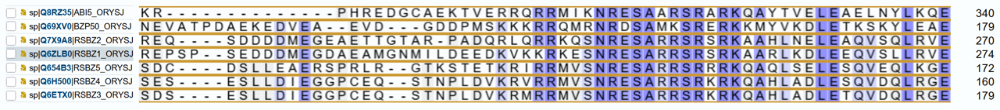 sp|Q8RZ35|ABI5_ORYSJ KR--------------PHREDGCAEKTVERRQRRMIKNRESAARSRARKQAYTVELEAELNYLKQE 340
sp|Q69XV0|BZP50_ORYSJ NEVATPDAEKEDVEA--EVD---GDDPMSKKKRRQMRNRDSAMKSRERKKMYVKDLETKSKYLEAE 179
sp|Q7X9A8|RSBZ2_ORYSJ REQ----SDDDDMEGEAETTGTAR-PADQRLQRRKQSNRESARRSRSRKAAHLNELEAQVSQLRVE 270
sp|Q6ZLB0|RSBZ1_ORYSJ REPSP--SEDDDMEGDAEAMGNMILDEEDKVKKRKESNRESARRSRSRKAARLKDLEEQVSLLRVE 274
sp|Q654B3|RSBZ5_ORYSJ SDC----DSLLEAERSPRLR--GTKSTETKRIRRMVSNRESARRSRRRKQAQLSELESQVEQLKGE 172
sp|Q6H500|RSBZ4_ORYSJ SES----ESLLDIEGGPCEQ--STNPLDVKRVRRMVSNRESARRSRKRKQAHLADLESQVDQLRGE 160
sp|Q6ETX0|RSBZ3_ORYSJ SDS----ESLLDIEGGPCEQ--STNPLDVKRMRRMVSNRESARRSRKRKQAHLADLETQVDQLRGE 179